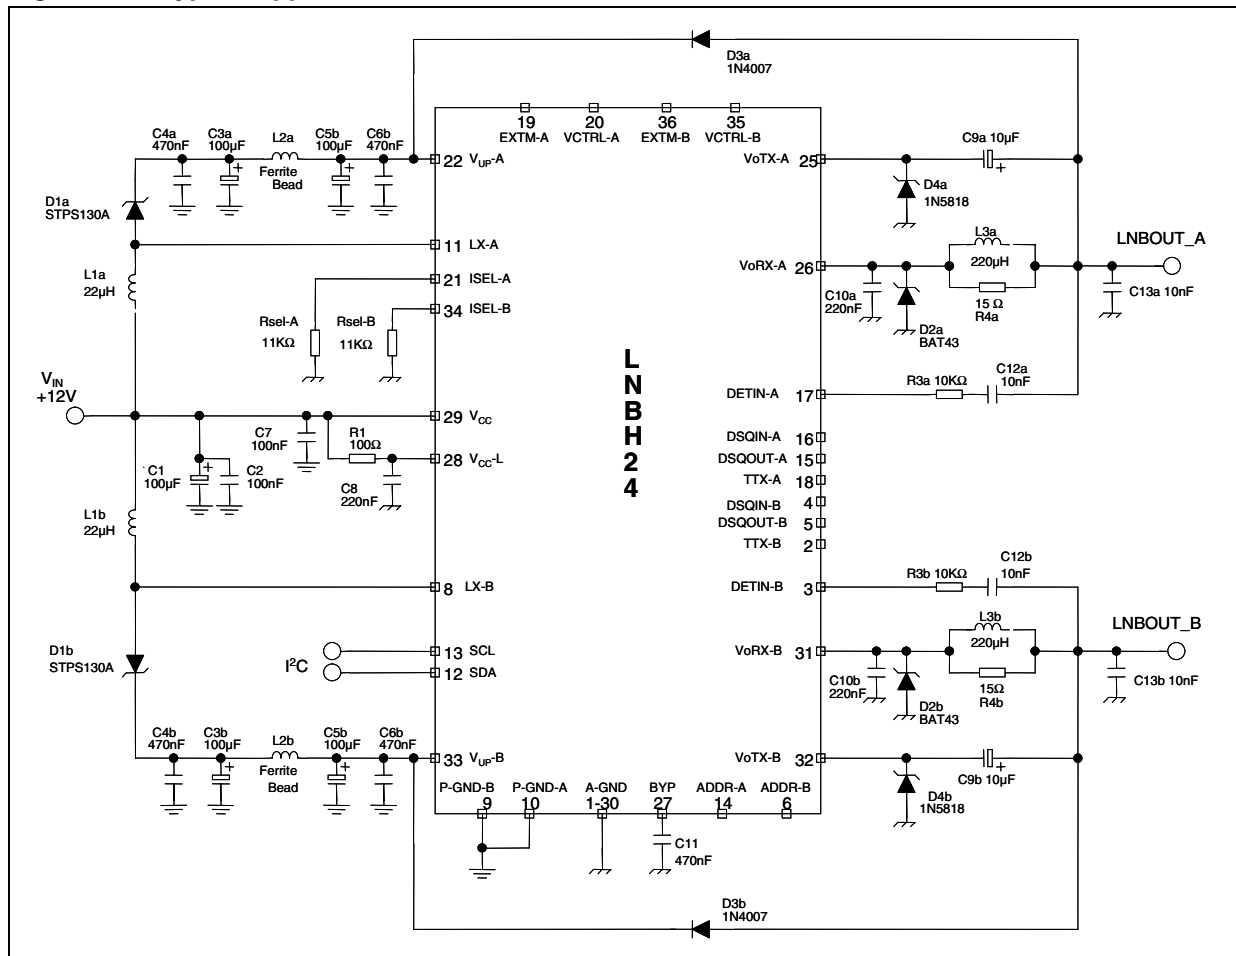 D3a
1N4007
19
EXTM-A
20
VCTRL-A
36
EXTM-B
35
VCTRL-B
C4a
470nF
C3a
100µF
L2a
Ferrite
Bead
C5b
100µF
C6b
470nF
22 VUP-A
VoTX-A 25
C9a 10µF
D4a
1N5818
D1a
STPS130A
11 LX-A
L1a
22µH
21 ISEL-A
34 ISEL-B
Rsel-A
11KΩ
Rsel-B
11KΩ
VoRX-A 26
L3a
220µH
15 Ω
R4a
C10a
220nF
D2a
BAT43
LNBOUT_A
C13a 10nF
L
N
B
H
2
4
VIN
+12V
DETIN-A 17
R3a 10KΩ
C12a
10nF
29 VCC
28 VCC-L
C7
100nF
R1
100Ω
C1
100µF
C2
100nF
C8
220nF
DSQIN-A 16
DSQOUT-A 15
TTX-A 18
DSQIN-B 4
DSQOUT-B 5
TTX-B 2
L1b
22µH
8 LX-B
DETIN-B 3
R3b 10KΩ
C12b
10nF
D1b
STPS130A
I2C
13 SCL
12 SDA
VoRX-B 31
L3b
220µH
15Ω
R4b
C10b
220nF
D2b
BAT43
LNBOUT_B
C13b 10nF
C4b
470nF
C3b
100µF
L2b
Ferrite
Bead
C5b
100µF
C6b
470nF
33 VUP-B
VoTX-B 32
C9b 10µF
D4b
1N5818
P-GND-B
9
P-GND-A
10
A-GND
1-30
BYP
27
ADDR-A
14
ADDR-B
6
C11
470nF
D3b
1N4007